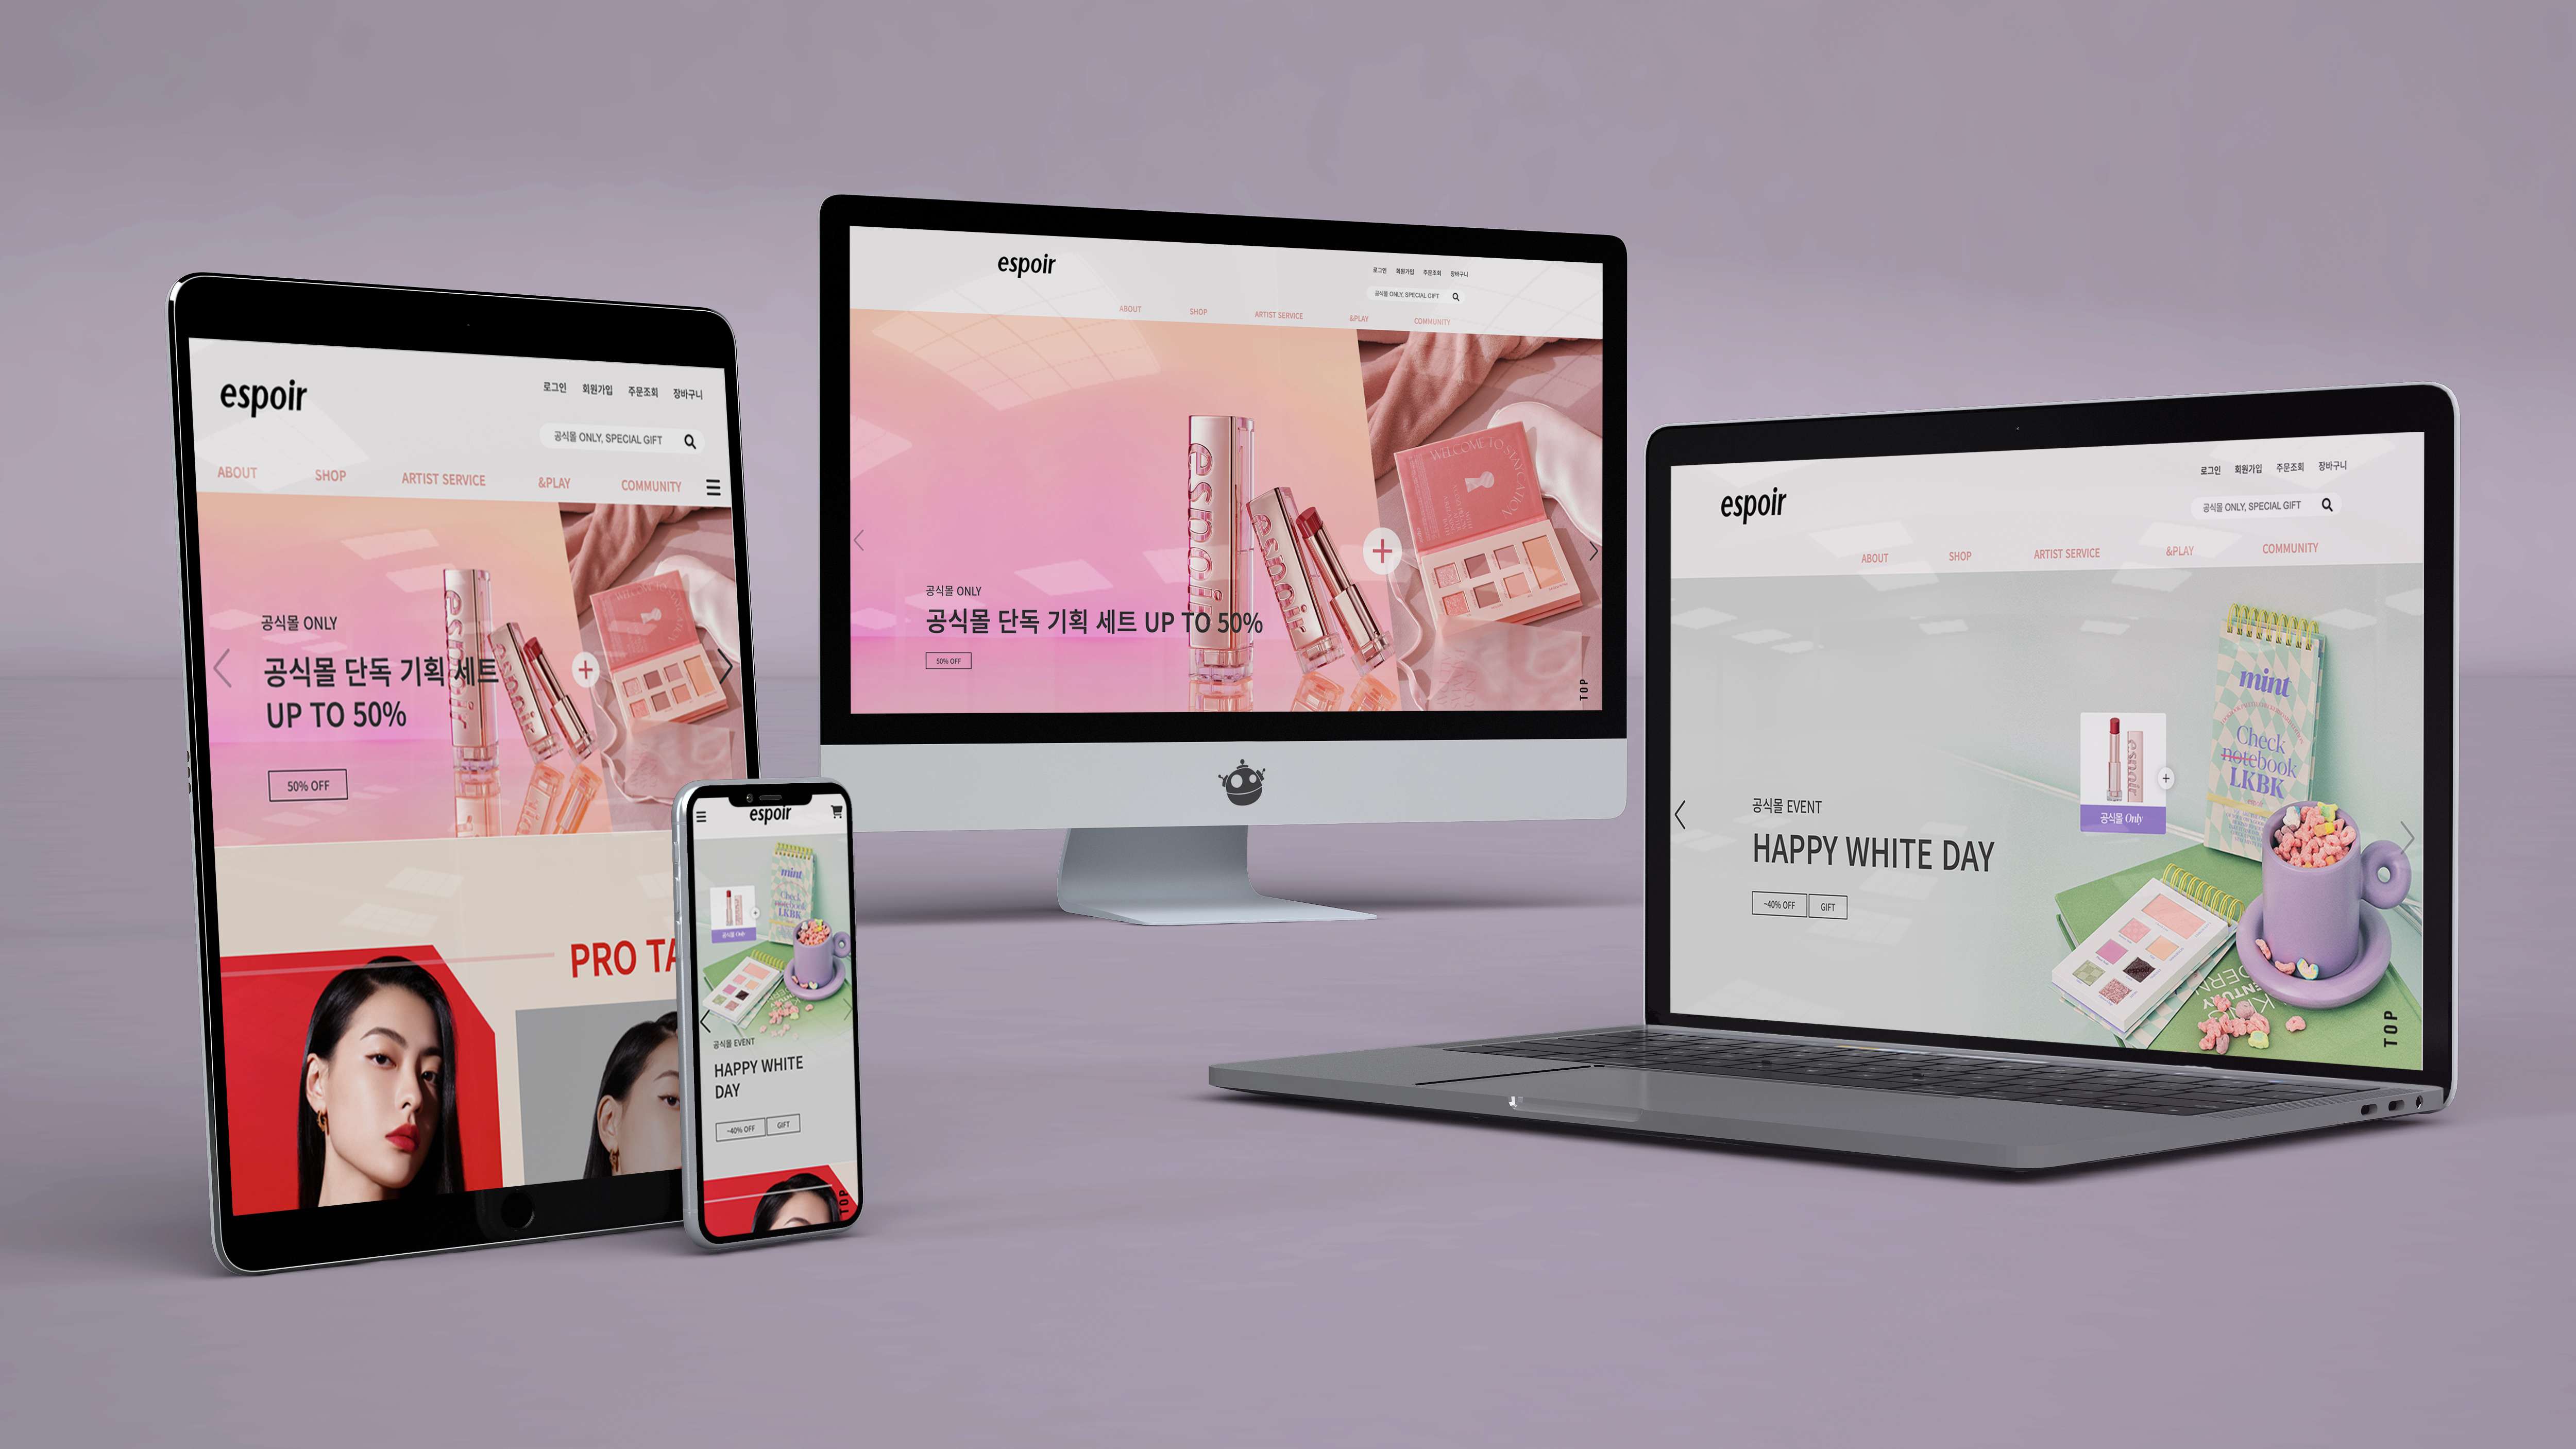 espoir
로그인 회원가입 주문조회 장바구니
공식몰 ONLY, SPECIAL GIFT
ABOUT SHOP ARTIST SERVICE &PLAY COMMUNITY
공식몰 ONLY
공식몰 단독 기획 세트
UP TO 50%
50% OFF
espoir
espoir
PRO TA
espoir
mint
Check
notebook
LKBK
공식몰 Only
공식몰 EVENT
HAPPY WHITE
DAY
~40% OFF GIFT
TOP
espoir
로그인 회원가입 주문조회 장바구니
공식몰 ONLY, SPECIAL GIFT
ABOUT SHOP ARTIST SERVICE &PLAY COMMUNITY
WELCOME TO STAYCATION
espoir
espoir
공식몰 ONLY
공식몰 단독 기획 세트 UP TO 50%
50% OFF
TOP
espoir
로그인 회원가입 주문조회 장바구니
공식몰 ONLY, SPECIAL GIFT
ABOUT SHOP ARTIST SERVICE &PLAY COMMUNITY
mint
Check
notebook
LKBK
공식몰 Only
공식몰 EVENT
HAPPY WHITE DAY
~40% OFF GIFT
espoir
TOP